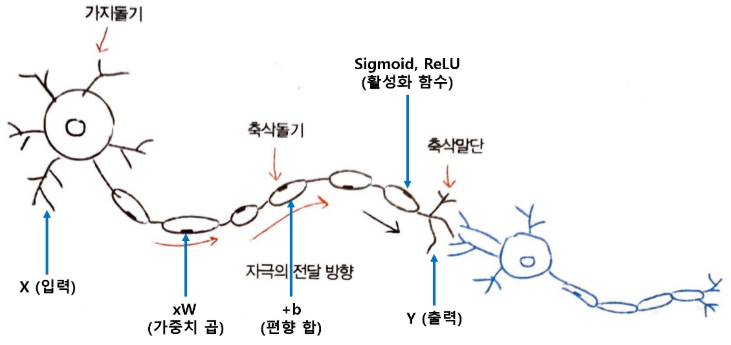 가지돌기
Sigmoid, ReLU
(활성화 함수)
축삭돌기
축삭말단
자극의 전달 방향
X (입력)
xW
(가중치 곱)
+b
(편향 합)
Y (출력)